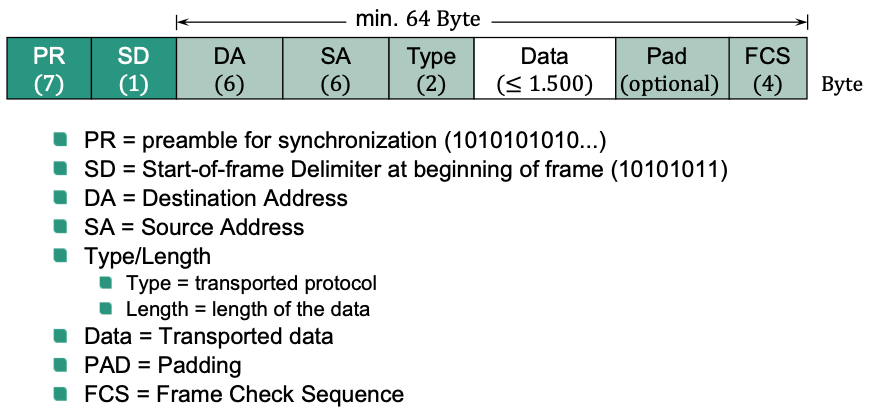 min. 64 Byte
PR SD DA SA Type Data Pad FCS
(7) (1) (6) (6) (2) (≤ 1.500) (optional) (4) Byte
PR = preamble for synchronization (1010101010...)
SD = Start-of-frame Delimiter at beginning of frame (10101011)
DA = Destination Address
SA = Source Address
Type/Length
Type = transported protocol
Length = length of the data
Data = Transported data
PAD = Padding
FCS = Frame Check Sequence